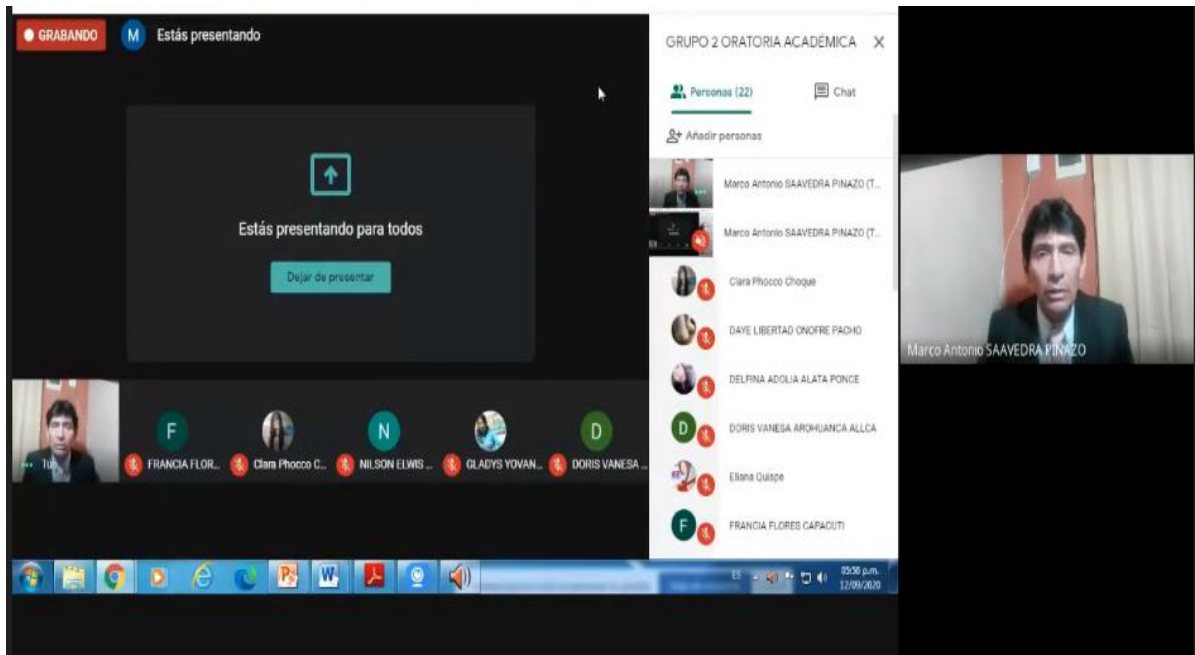 GRABANDO
M
Estás presentando
Estás presentando para todos
Dejar de presentar
Tú
F
FRANCIA FLOR...
Clara Phocco C...
N
NILSON ELWIS ...
GLADYS YOVAN...
D
DORIS VANESA ...
GRUPO 2 ORATORIA ACADÉMICA
Personas (22)
Chat
Añadir personas
Marco Antonio SAAVEDRA PINAZO (T...
Marco Antonio SAAVEDRA PINAZO (T...
Clara Phocco Choque
DAYE LIBERTAD ONOFRE PACHO
DELFINA ADOLIA ALATA PONCE
D
DORIS VANESA AROHUANCA ALLCA
Eliana Quispe
F
FRANCIA FLORES CAPACUTI
ES
05:56 p.m.
12/09/2020
Marco Antonio SAAVEDRA PINAZO